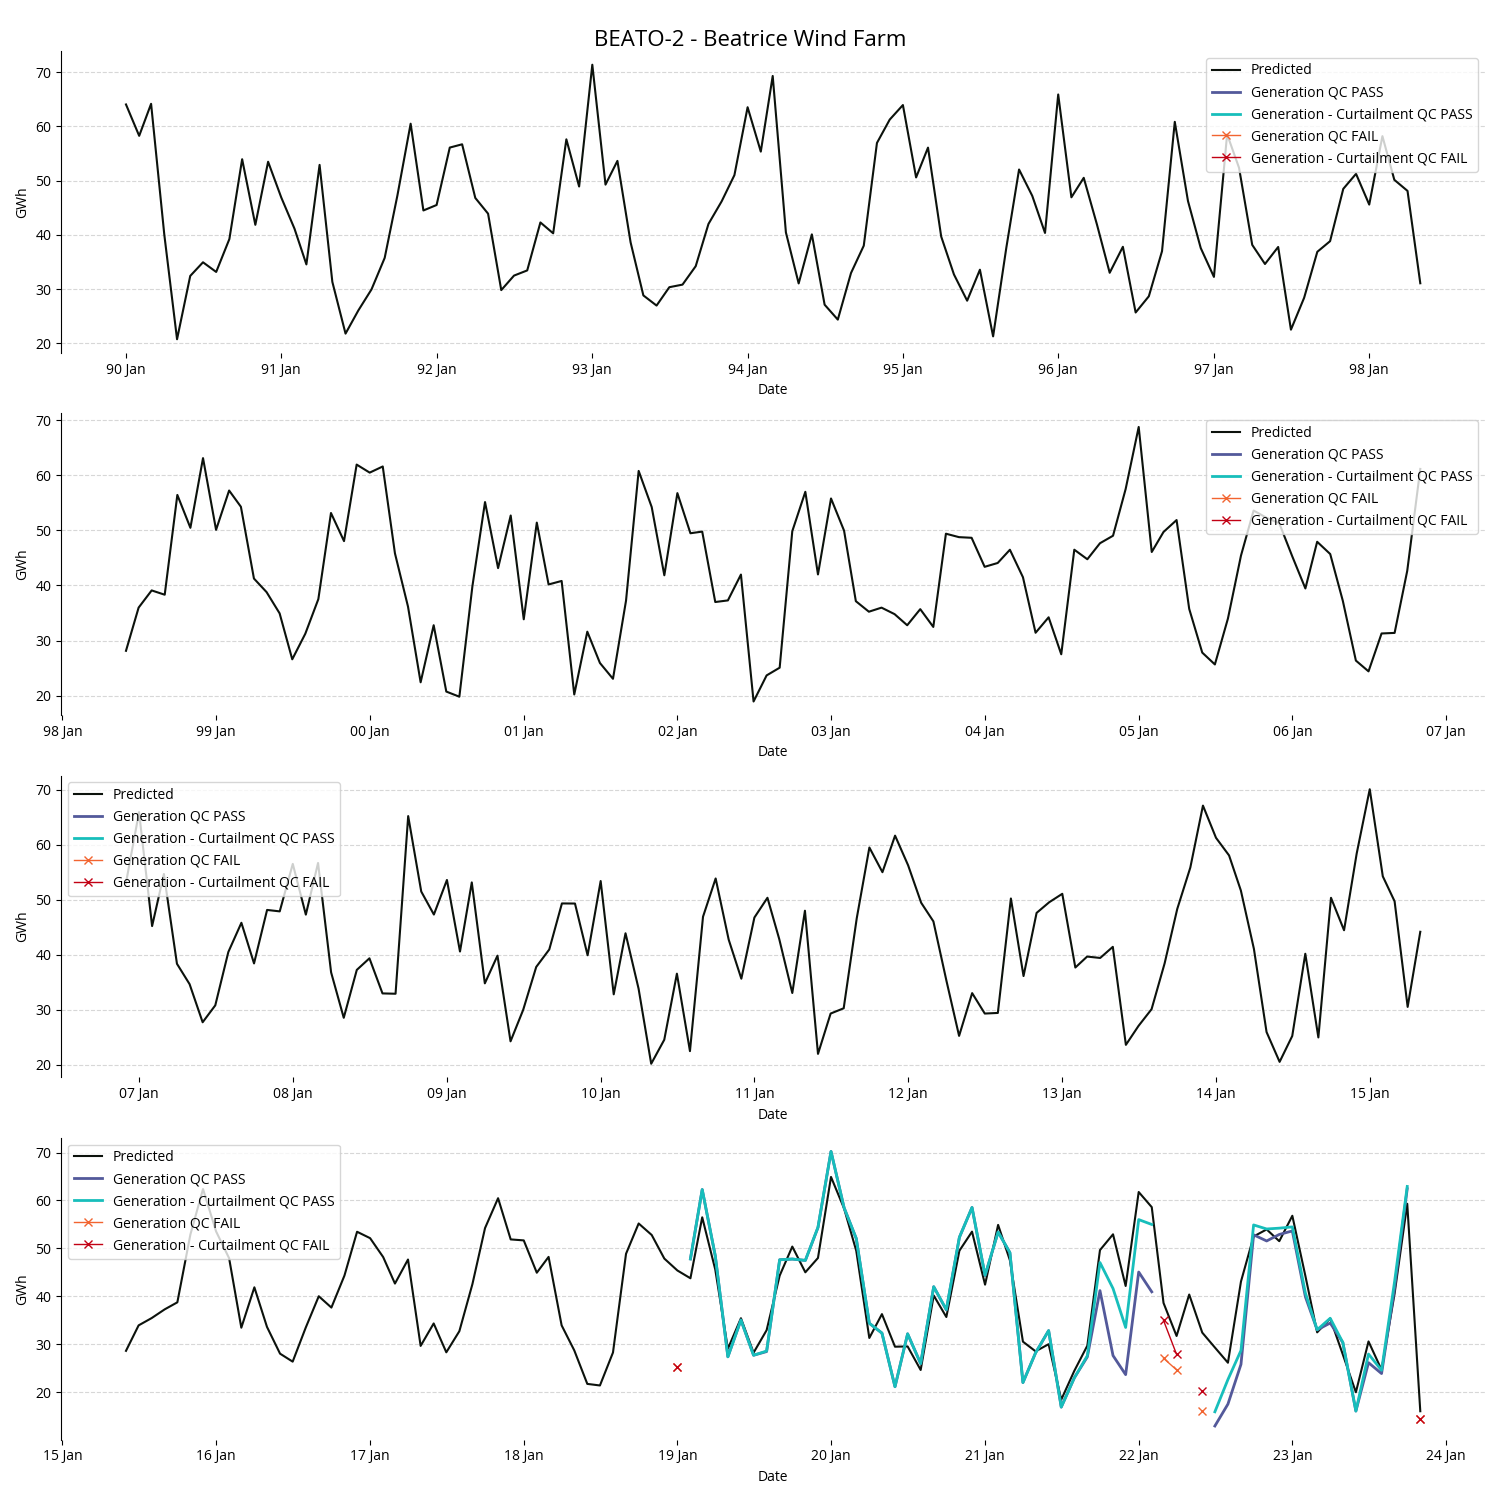 BEATO-2 - Beatrice Wind Farm
70
60
50
40
30
20
GWh
Predicted
Generation QC PASS
Generation - Curtailment QC PASS
Generation QC FAIL
Generation - Curtailment QC FAIL
90 Jan 91 Jan 92 Jan 93 Jan 94 Jan 95 Jan 96 Jan 97 Jan 98 Jan
Date
70
60
50
40
30
20
GWh
Predicted
Generation QC PASS
Generation - Curtailment QC PASS
Generation QC FAIL
Generation - Curtailment QC FAIL
98 Jan 99 Jan 00 Jan 01 Jan 02 Jan 03 Jan 04 Jan 05 Jan 06 Jan 07 Jan
Date
70
60
50
40
30
20
GWh
Predicted
Generation QC PASS
Generation - Curtailment QC PASS
Generation QC FAIL
Generation - Curtailment QC FAIL
07 Jan 08 Jan 09 Jan 10 Jan 11 Jan 12 Jan 13 Jan 14 Jan 15 Jan
Date
70
60
50
40
30
20
GWh
Predicted
Generation QC PASS
Generation - Curtailment QC PASS
Generation QC FAIL
Generation - Curtailment QC FAIL
15 Jan 16 Jan 17 Jan 18 Jan 19 Jan 20 Jan 21 Jan 22 Jan 23 Jan 24 Jan
Date